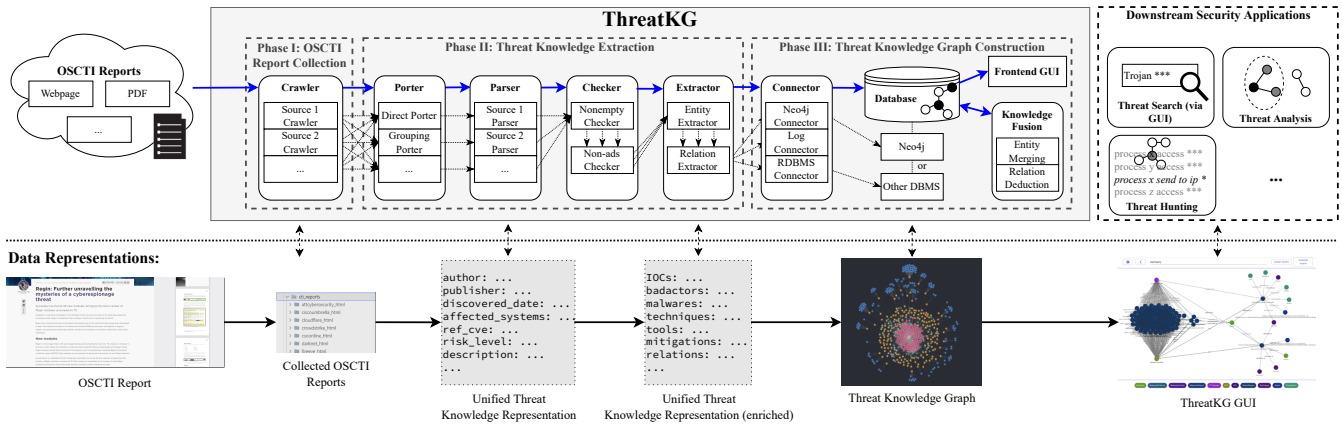 ThreatKG
OSCTI Reports
Webpage
PDF
...
Phase I: OSCTI
Report Collection
Crawler
Source 1
Crawler
Source 2
Crawler
...
Phase II: Threat Knowledge Extraction
Porter
Direct Porter
Grouping
Porter
...
Parser
Source 1
Parser
Source 2
Parser
...
Checker
Nonempty
Checker
Non-ads
Checker
Extractor
Entity
Extractor
Relation
Extractor
Phase III: Threat Knowledge Graph Construction
Connector
Neo4j
Connector
Log
Connector
RDBMS
Connector
Database
Neo4j
or
Other DBMS
Frontend GUI
Knowledge
Fusion
Entity
Merging
Relation
Deduction
Downstream Security Applications
Trojan ***
Threat Search (via
GUI)
Threat Analysis
process x access ***
process y access ***
process x send to ip *
process z access ***
Threat Hunting
...
Data Representations:
Regin: Further unravelling the
mysteries of a cyberespionage
threat
OSCTI Report
cti_reports
attcybersecurity_html
ciscoumbrella_html
cloudflare_html
crowdstrike_html
csoonline_html
darknet_html
Collected OSCTI
Reports
author: ...
publisher: ...
discovered_date: ...
affected_systems: ...
ref_cve: ...
risk_level: ...
description: ...
...
Unified Threat
Knowledge Representation
IOCs: ...
badactors: ...
malwares: ...
techniques: ...
tools: ...
mitigations: ...
relations: ...
...
Unified Threat
Knowledge Representation (enriched)
Threat Knowledge Graph
ThreatKG GUI